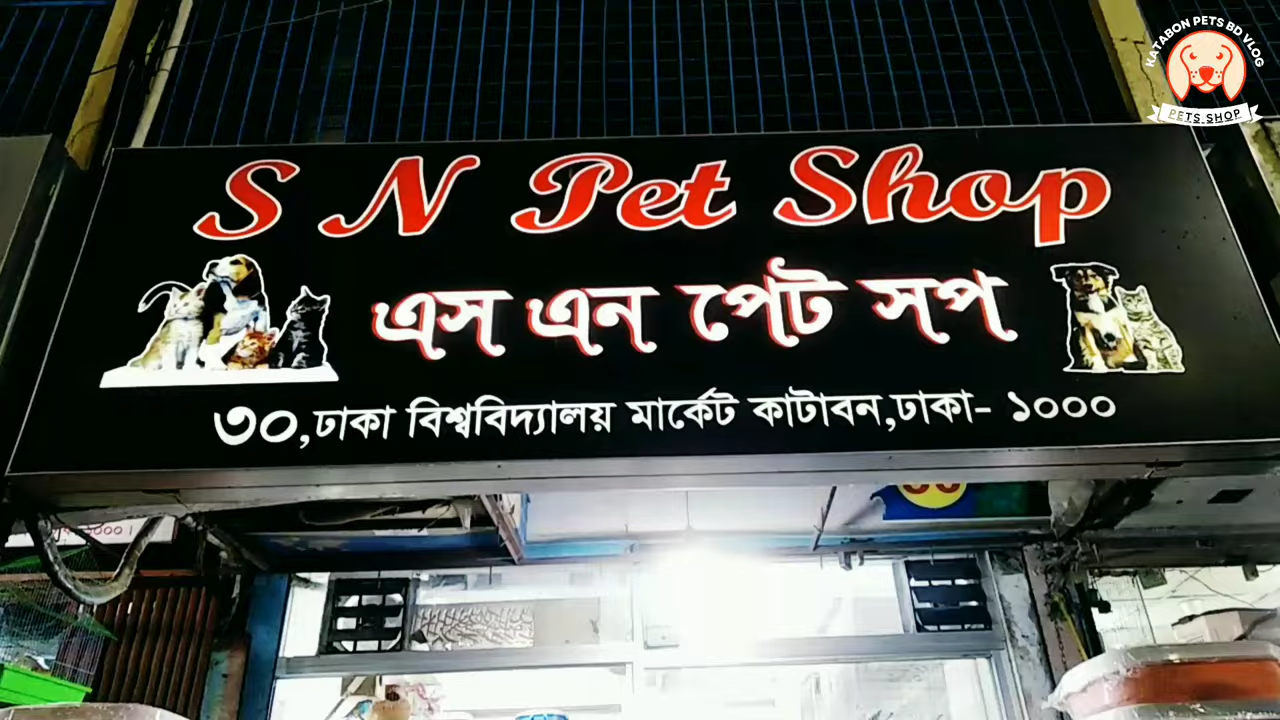 KATABON PETS BD VLOG
PETS SHOP
S N Pet Shop
এস এন পেট সপ
৩০,ঢাকা বিশ্ববিদ্যালয় মার্কেট কাটাবন,ঢাকা- ১০০০